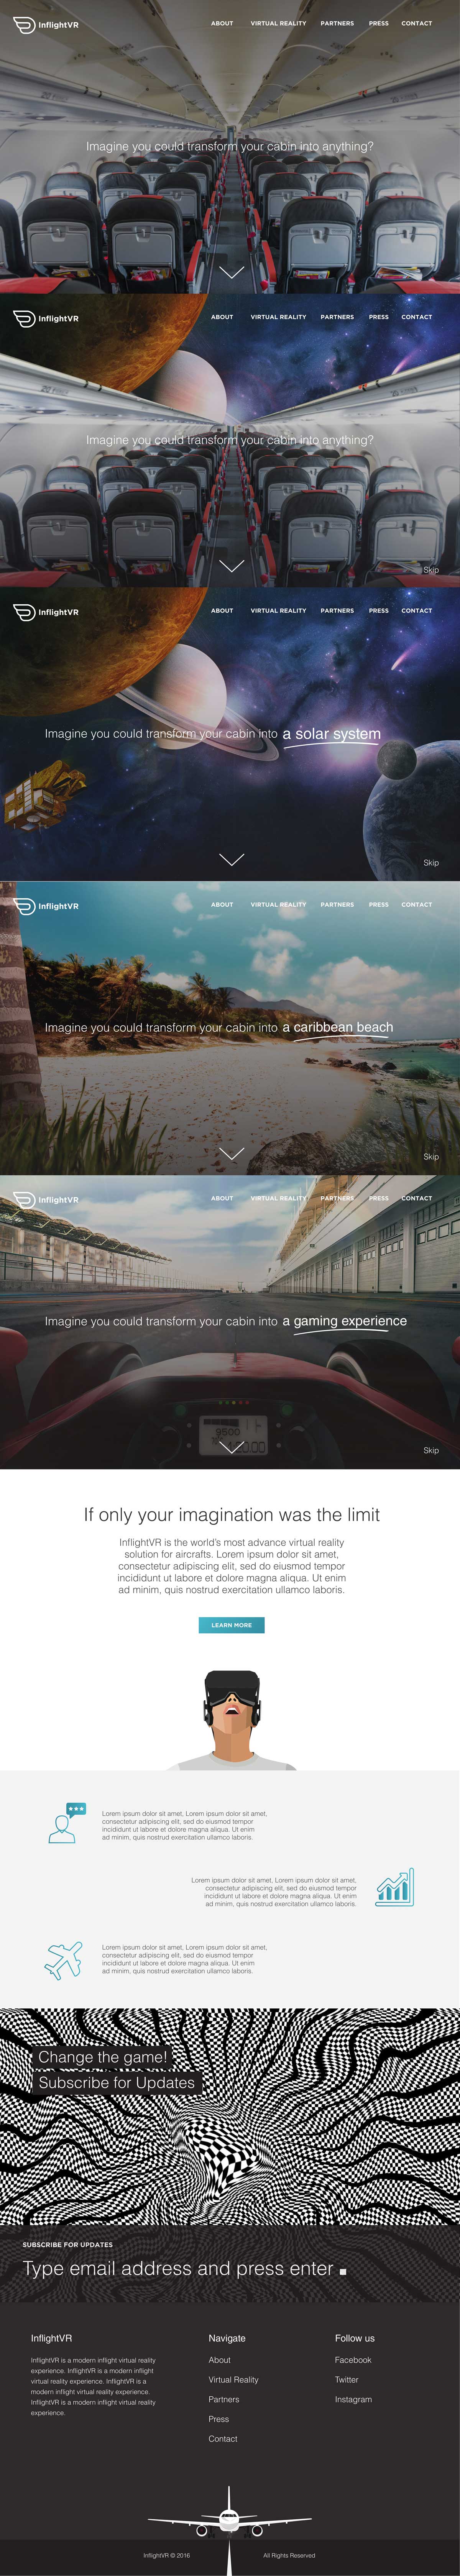 InflightVR
ABOUT VIRTUAL REALITY PARTNERS PRESS CONTACT
Imagine you could transform your cabin into anything?
InflightVR
ABOUT VIRTUAL REALITY PARTNERS PRESS CONTACT
Imagine you could transform your cabin into anything?
Skip
InflightVR
ABOUT VIRTUAL REALITY PARTNERS PRESS CONTACT
Imagine you could transform your cabin into a solar system
Skip
InflightVR
ABOUT VIRTUAL REALITY PARTNERS PRESS CONTACT
Imagine you could transform your cabin into a caribbean beach
Skip
InflightVR
ABOUT VIRTUAL REALITY PARTNERS PRESS CONTACT
Imagine you could transform your cabin into a gaming experience
9500
Skip
If only your imagination was the limit
InflightVR is the world's most advance virtual reality
solution for aircrafts. Lorem ipsum dolor sit amet,
consectetur adipiscing elit, sed do eiusmod tempor
incididunt ut labore et dolore magna aliqua. Ut enim
ad minim, quis nostrud exercitation ullamco laboris.
LEARN MORE
Lorem ipsum dolor sit amet, Lorem ipsum dolor sit amet,
consectetur adipiscing elit, sed do eiusmod tempor
incididunt ut labore et dolore magna aliqua. Ut enim
ad minim, quis nostrud exercitation ullamco laboris.
Lorem ipsum dolor sit amet, Lorem ipsum dolor sit amet,
consectetur adipiscing elit, sed do eiusmod tempor
incididunt ut labore et dolore magna aliqua. Ut enim
ad minim, quis nostrud exercitation ullamco laboris.
Lorem ipsum dolor sit amet, Lorem ipsum dolor sit amet,
consectetur adipiscing elit, sed do eiusmod tempor
incididunt ut labore et dolore magna aliqua. Ut enim
ad minim, quis nostrud exercitation ullamco laboris.
Change the game!
Subscribe for Updates
SUBSCRIBE FOR UPDATES
Type email address and press enter
InflightVR
InflightVR is a modern inflight virtual reality
experience. InflightVR is a modern inflight
virtual reality experience. InflightVR is a
modern inflight virtual reality experience.
InflightVR is a modern inflight virtual reality
experience.
Navigate
About
Virtual Reality
Partners
Press
Contact
Follow us
Facebook
Twitter
Instagram
InflightVR © 2016
All Rights Reserved